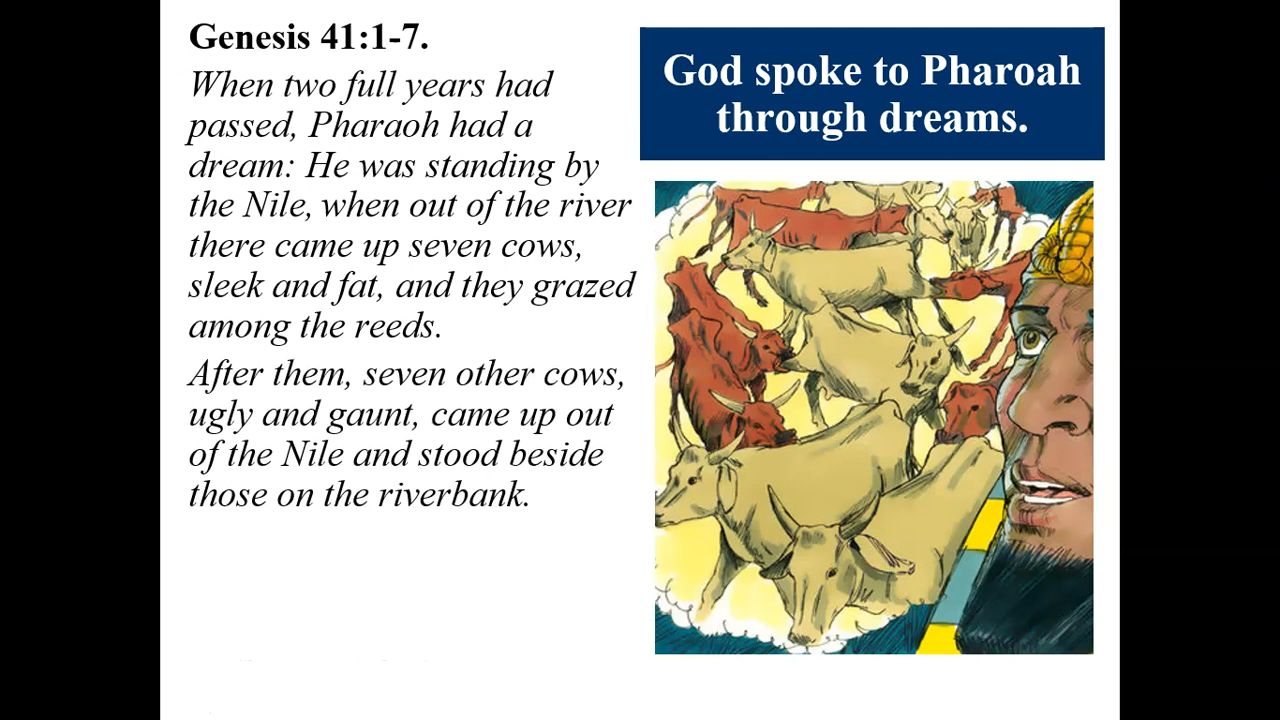 Genesis 41:1-7.
When two full years had
passed, Pharaoh had a
dream: He was standing by
the Nile, when out of the river
there came up seven cows,
sleek and fat, and they grazed
among the reeds.
After them, seven other cows,
ugly and gaunt, came up out
of the Nile and stood beside
those on the riverbank.
God spoke to Pharoah
through dreams.